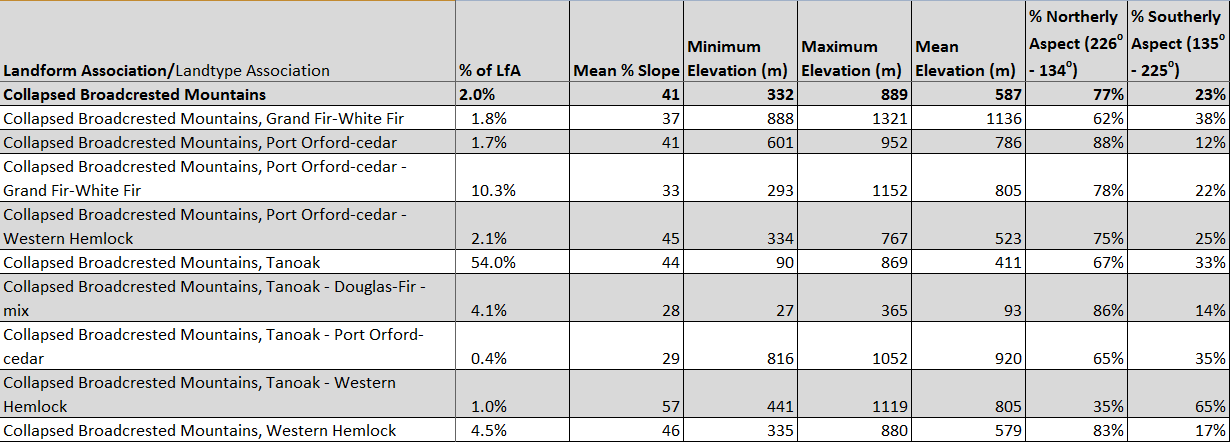 Landform Association/Landtype Association % of LfA Mean % Slope Minimum Elevation (m) Maximum Elevation (m) Mean Elevation (m) % Northerly Aspect (226° - 134°) % Southerly Aspect (135° - 225°)
Collapsed Broadcrested Mountains 2.0% 41 332 889 587 77% 23%
Collapsed Broadcrested Mountains, Grand Fir-White Fir 1.8% 37 888 1321 1136 62% 38%
Collapsed Broadcrested Mountains, Port Orford-cedar 1.7% 41 601 952 786 88% 12%
Collapsed Broadcrested Mountains, Port Orford-cedar -
Grand Fir-White Fir 10.3% 33 293 1152 805 78% 22%
Collapsed Broadcrested Mountains, Port Orford-cedar -
Western Hemlock 2.1% 45 334 767 523 75% 25%
Collapsed Broadcrested Mountains, Tanoak 54.0% 44 90 869 411 67% 33%
Collapsed Broadcrested Mountains, Tanoak - Douglas-Fir -
mix 4.1% 28 27 365 93 86% 14%
Collapsed Broadcrested Mountains, Tanoak - Port Orford-
cedar 0.4% 29 816 1052 920 65% 35%
Collapsed Broadcrested Mountains, Tanoak - Western
Hemlock 1.0% 57 441 1119 805 35% 65%
Collapsed Broadcrested Mountains, Western Hemlock 4.5% 46 335 880 579 83% 17%